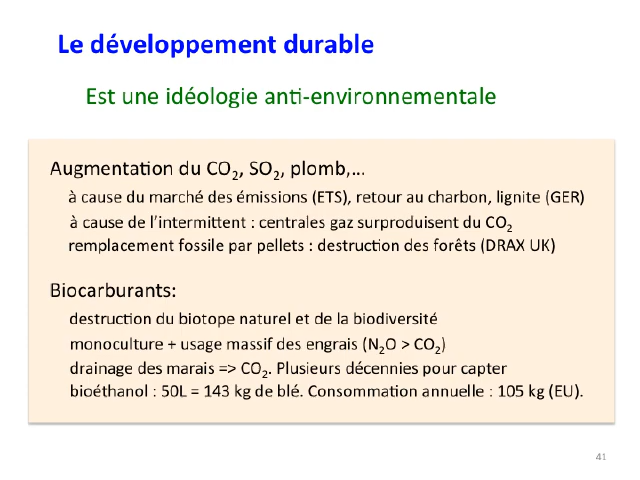 Le développement durable
Est une idéologie anti-environnementale
Augmentation du CO₂, SO₂, plomb,...
à cause du marché des émissions (ETS), retour au charbon, lignite (GER)
à cause de l'intermittent : centrales gaz surproduisent du CO₂
remplacement fossile par pellets : destruction des forêts (DRAX UK)
Biocarburants:
destruction du biotope naturel et de la biodiversité
monoculture + usage massif des engrais (N₂O > CO₂)
drainage des marais => CO₂. Plusieurs décennies pour capter
bioéthanol : 50L = 143 kg de blé. Consommation annuelle : 105 kg (EU).
41